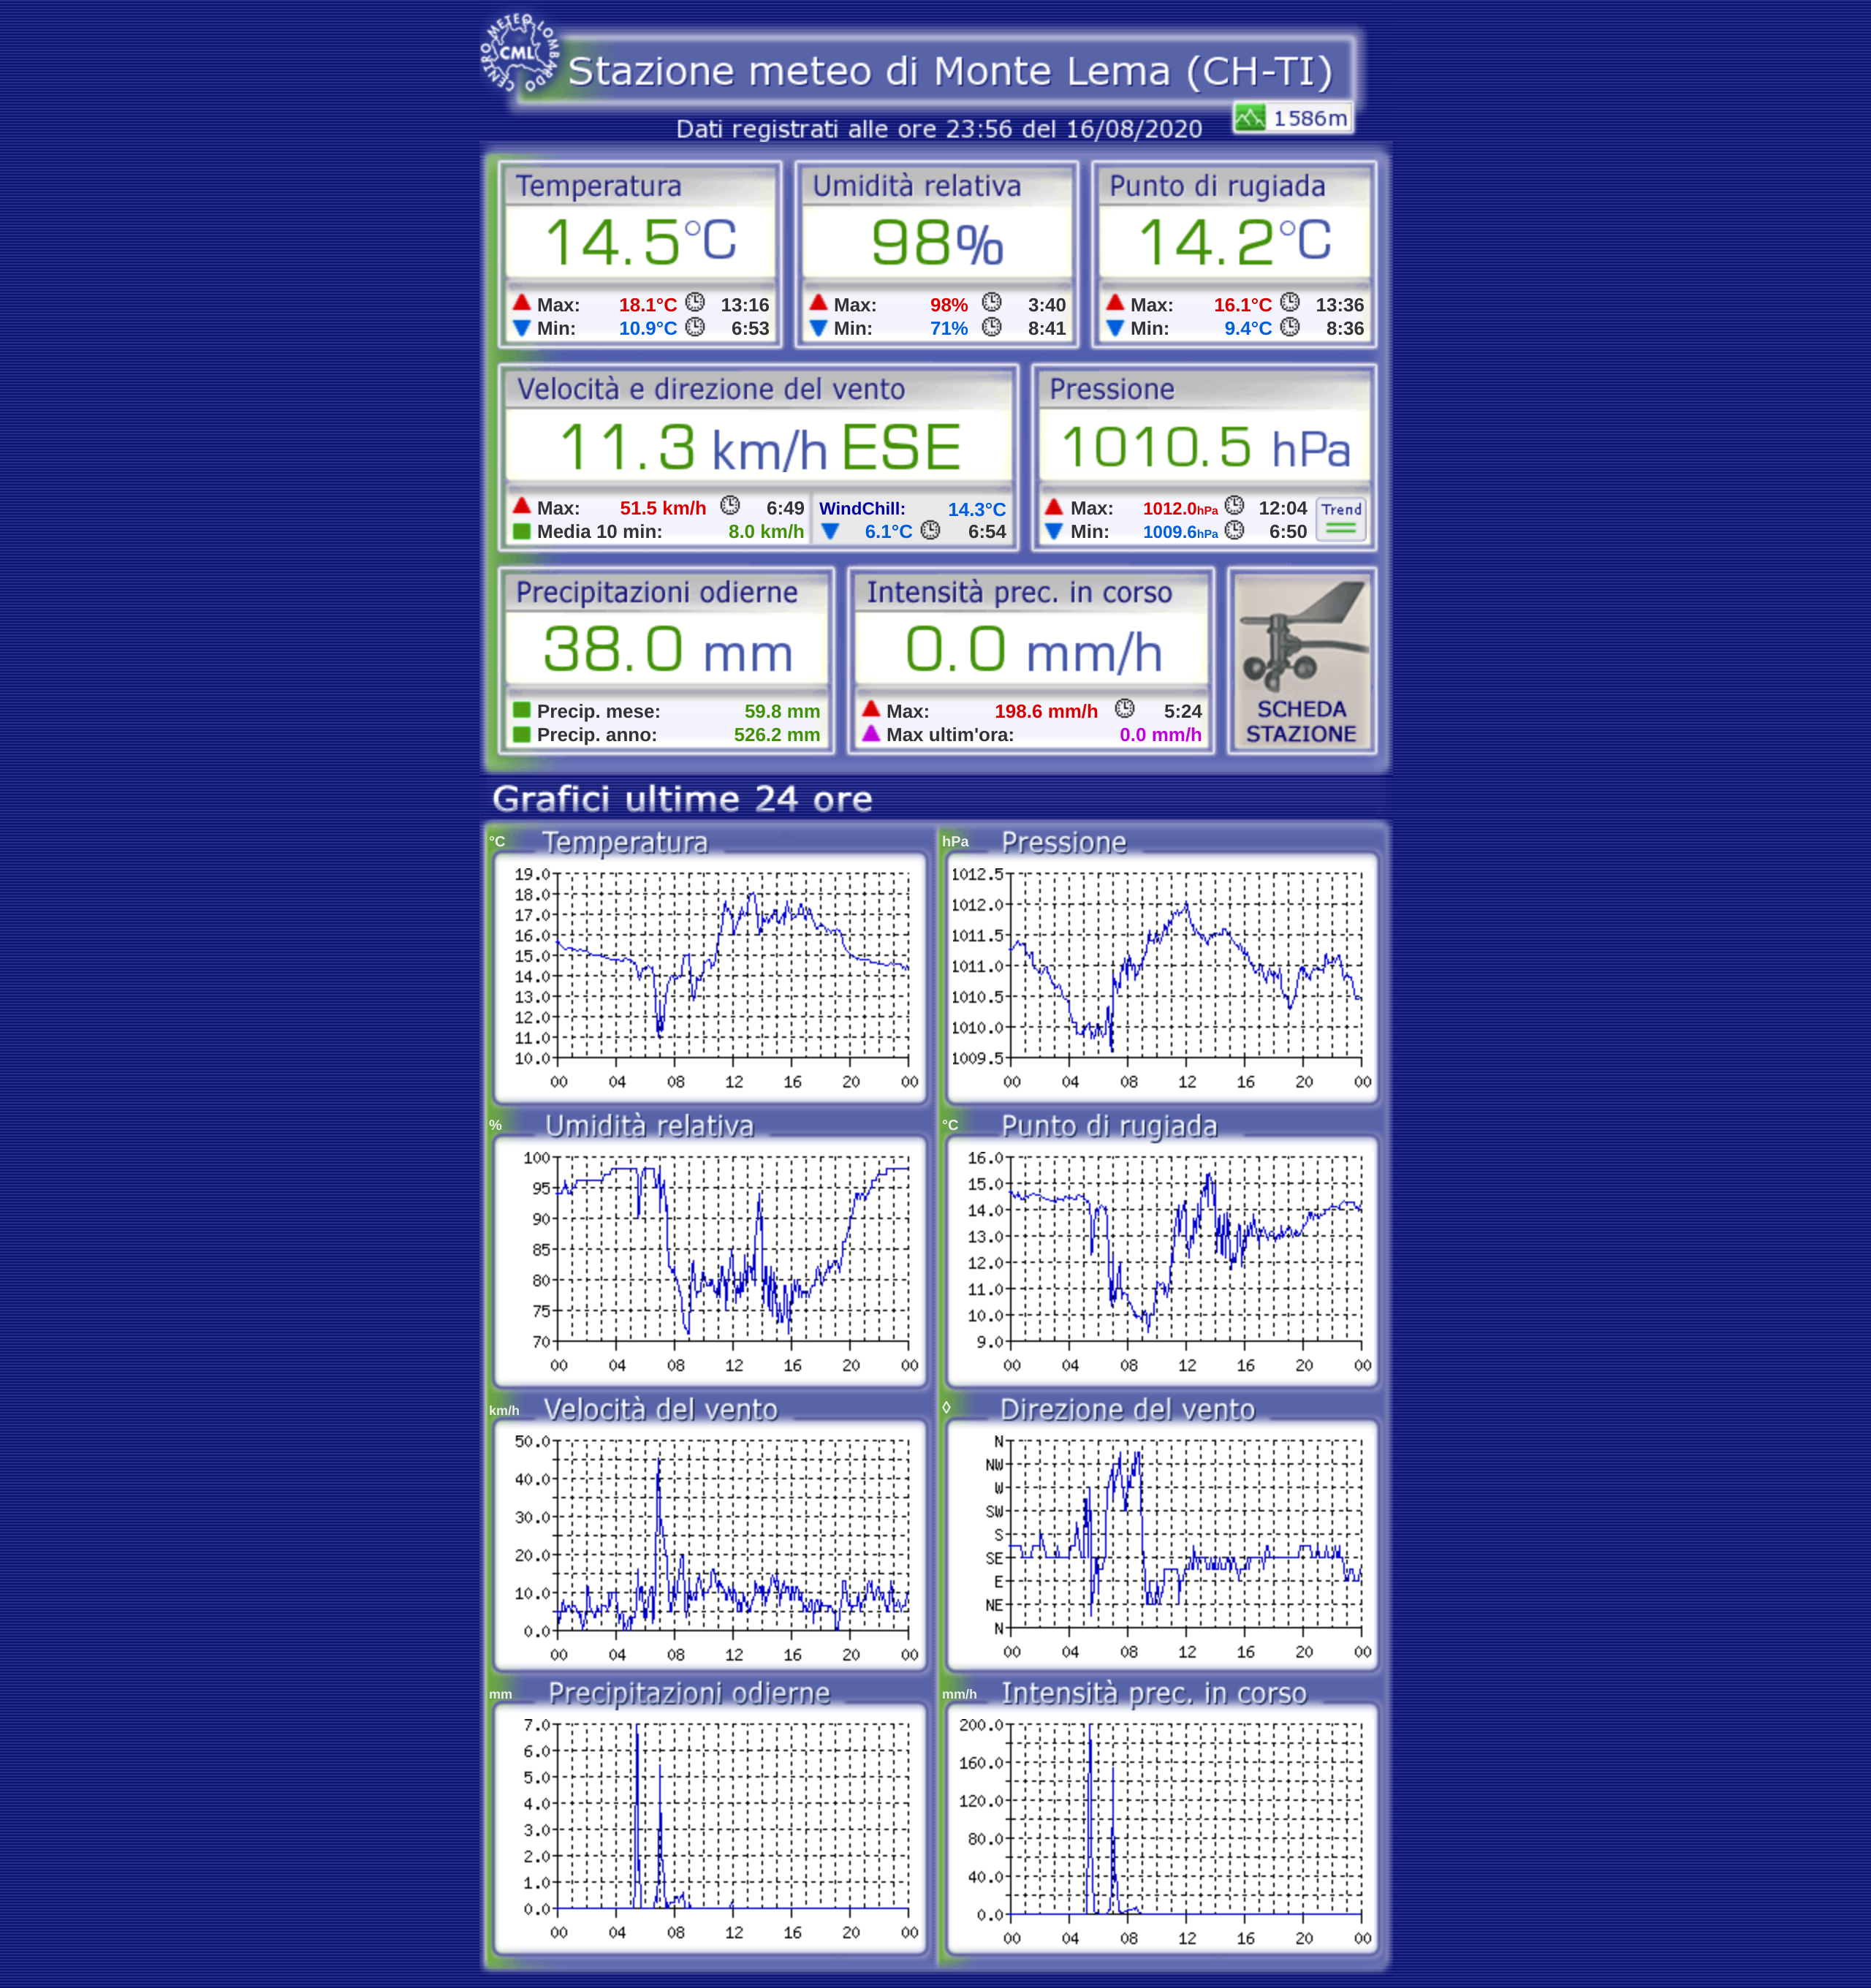 CENTRO METEO LOMBARDO
CML
Stazione meteo di Monte Lema (CH-TI)
1586m
Dati registrati alle ore 23:56 del 16/08/2020
Temperatura Umidità relativa Punto di rugiada
14.5°C 98% 14.2°C
Max: 18.1°C 13:16 Max: 98% 3:40 Max: 16.1°C 13:36
Min: 10.9°C 6:53 Min: 71% 8:41 Min: 9.4°C 8:36
Velocità e direzione del vento Pressione
11.3 km/h ESE 1010.5 hPa
Max: 51.5 km/h 6:49 WindChill: 14.3°C Max: 1012.0hPa 12:04 Trend
Media 10 min: 8.0 km/h 6.1°C 6:54 Min: 1009.6hPa 6:50
Precipitazioni odierne Intensità prec. in corso
38.0 mm 0.0 mm/h
Precip. mese: 59.8 mm Max: 198.6 mm/h 5:24 SCHEDA
Precip. anno: 526.2 mm Max ultim'ora: 0.0 mm/h STAZIONE
Grafici ultime 24 ore
°C Temperatura
19.0
18.0
17.0
16.0
15.0
14.0
13.0
12.0
11.0
10.0
00 04 08 12 16 20 00
hPa Pressione
1012.5
1012.0
1011.5
1011.0
1010.5
1010.0
1009.5
00 04 08 12 16 20 00
% Umidità relativa
100
95
90
85
80
75
70
00 04 08 12 16 20 00
°C Punto di rugiada
16.0
15.0
14.0
13.0
12.0
11.0
10.0
9.0
00 04 08 12 16 20 00
km/h Velocità del vento
50.0
40.0
30.0
20.0
10.0
0.0
00 04 08 12 16 20 00
◊ Direzione del vento
N
NW
W
SW
S
SE
E
NE
N
00 04 08 12 16 20 00
mm Precipitazioni odierne
7.0
6.0
5.0
4.0
3.0
2.0
1.0
0.0
00 04 08 12 16 20 00
mm/h Intensità prec. in corso
200.0
160.0
120.0
80.0
40.0
0.0
00 04 08 12 16 20 00